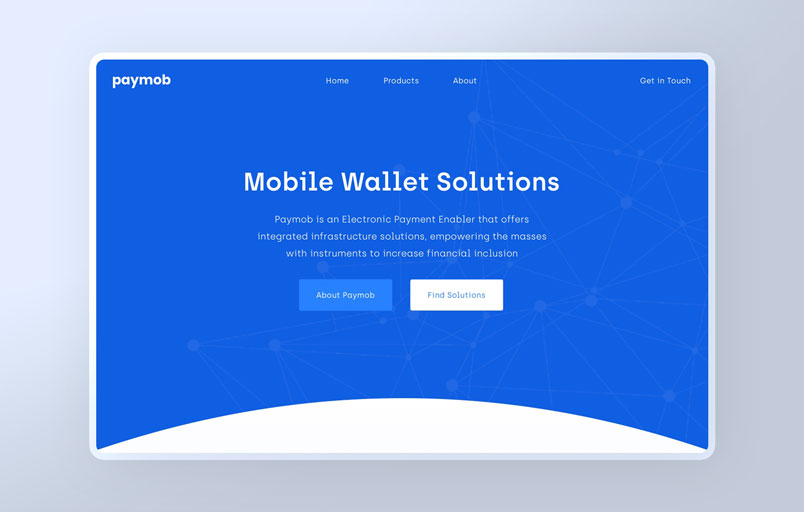 paymob
Home
Products
About
Get in Touch
Mobile Wallet Solutions
Paymob is an Electronic Payment Enabler that offers
integrated infrastructure solutions, empowering the masses
with instruments to increase financial inclusion
About Paymob
Find Solutions